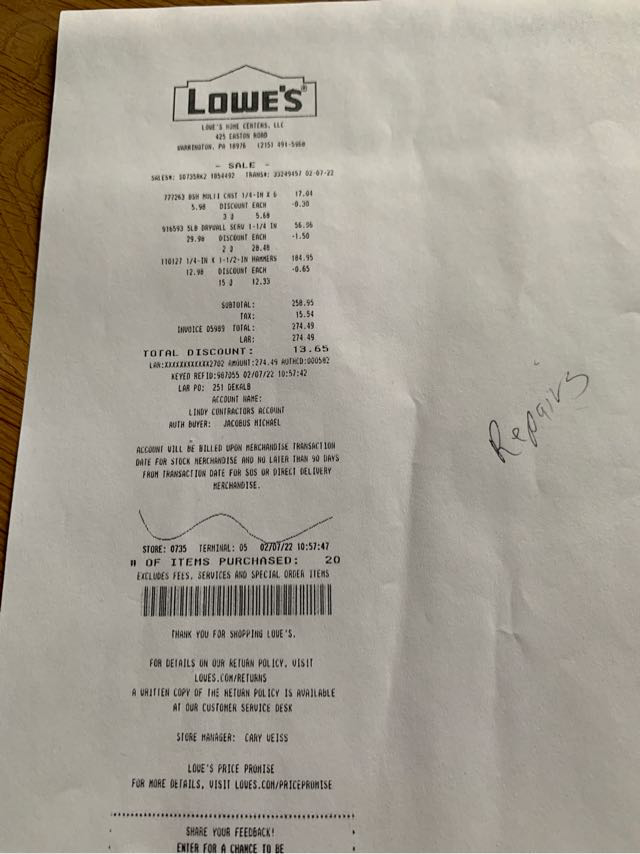 LOWE'S
LOWE'S HOME CENTERS, LLC
425 EASTON ROAD
WARRINGTON, PA 18976 (215) 491-5960
- SALE -
TRANS#: 33249457 02-07-22
777263 BSH MULTI CNST 1/4-IN X 6 17.04
5.98 DISCOUNT EACH -0.30
3 @ 5.68
916593 5LB DRYWALL SCRW 1-1/4 IN 56.96
29.98 DISCOUNT EACH -1.50
2 @ 28.48
110127 1/4-IN X 1-1/2-IN HAMMERS 184.95
12.98 DISCOUNT EACH -0.65
15 @ 12.33
SUBTOTAL: 258.95
TAX: 15.54
INVOICE 05989 TOTAL: 274.49
LAR: 274.49
TOTAL DISCOUNT: 13.65
LAR:XXXXXXXXXXXX2702 AMOUNT:274.49 AUTHCD:000582
KEYED REFID:987055 02/07/22 10:57:42
LAR PO: 251 DEKALB
ACCOUNT NAME:
LINDY CONTRACTORS ACCOUNT
AUTH BUYER: JACOBUS MICHAEL
ACCOUNT WILL BE BILLED UPON MERCHANDISE TRANSACTION
DATE FOR STOCK MERCHANDISE AND NO LATER THAN 90 DAYS
FROM TRANSACTION DATE FOR SOS OR DIRECT DELIVERY
MERCHANDISE.
STORE: 0735 TERMINAL: 05 02/07/22 10:57:47
# OF ITEMS PURCHASED: 20
EXCLUDES FEES, SERVICES AND SPECIAL ORDER ITEMS
THANK YOU FOR SHOPPING LOWE'S.
FOR DETAILS ON OUR RETURN POLICY, VISIT
LOWES.COM/RETURNS
A WRITTEN COPY OF THE RETURN POLICY IS AVAILABLE
AT OUR CUSTOMER SERVICE DESK
STORE MANAGER: CARY WEISS
LOWE'S PRICE PROMISE
FOR MORE DETAILS, VISIT LOWES.COM/PRICEPROMISE
SHARE YOUR FEEDBACK!
ENTER FOR A CHANCE TO BE
Repairs